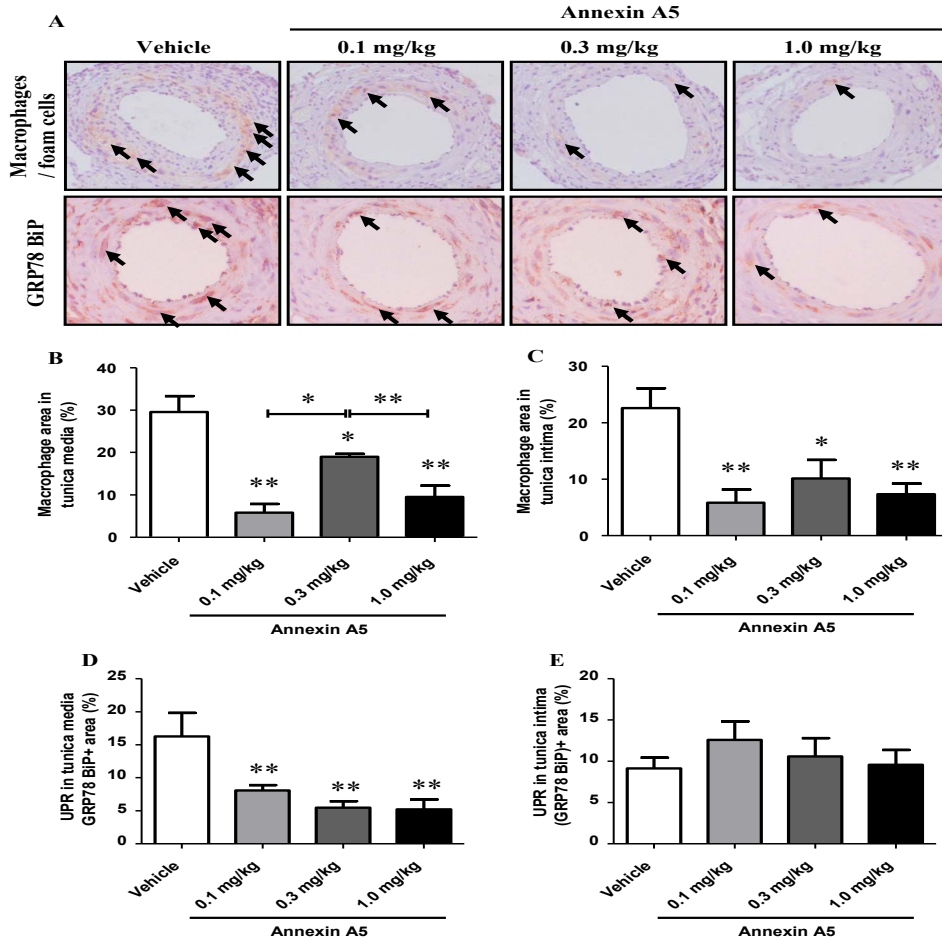 A
Annexin A5
Vehicle
0.1 mg/kg
0.3 mg/kg
1.0 mg/kg
Macrophages
/ foam cells
GRP78 BiP
B
Macrophage area in
tunica media (%)
40
30
20
10
0
* **
** * **
Vehicle
0.1 mg/kg
0.3 mg/kg
1.0 mg/kg
Annexin A5
C
Macrophage area in
tunica intima (%)
30
20
10
0
** * **
Vehicle
0.1 mg/kg
0.3 mg/kg
1.0 mg/kg
Annexin A5
D
UPR in tunica media
GRP78 BiP+ area (%)
25
20
15
10
5
0
** ** **
Vehicle
0.1 mg/kg
0.3 mg/kg
1.0 mg/kg
Annexin A5
E
UPR in tunica intima
(GRP78 BiP)+ area (%)
20
15
10
5
0
Vehicle
0.1 mg/kg
0.3 mg/kg
1.0 mg/kg
Annexin A5